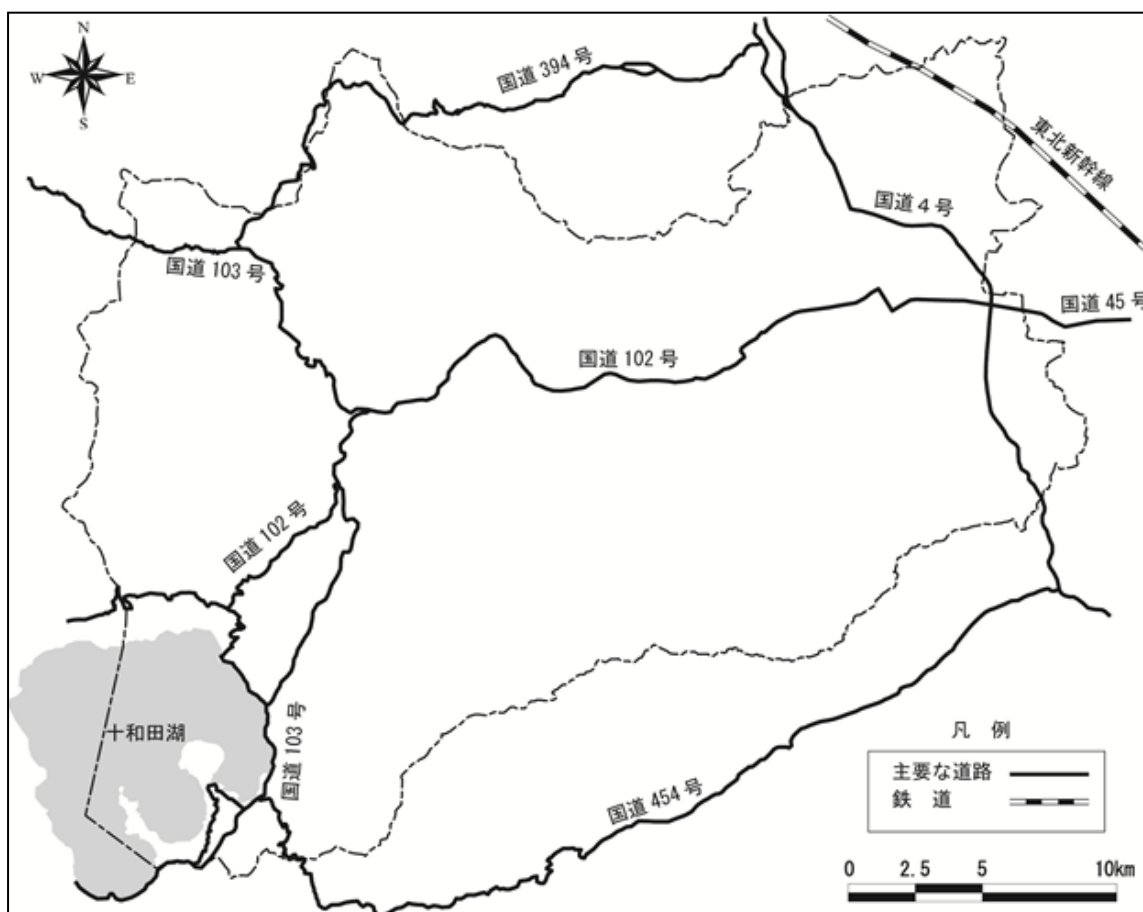 N
W E
S
国道 394 号
東北新幹線
国道４号
国道 103 号
国道 45 号
国道 102 号
国道 102 号
十和田湖
国道 103 号
国道 454 号
凡 例
主要な道路
鉄 道
0 2.5 5 10km